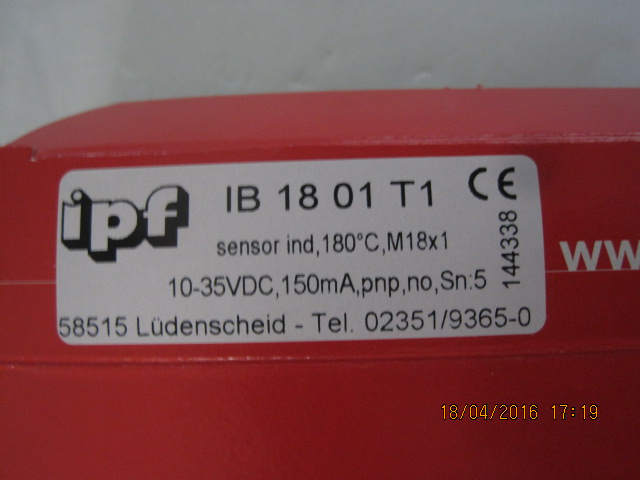 ipf
IB 18 01 T1
CE
sensor ind,180°C,M18x1
10-35VDC,150mA,pnp,no,Sn:5
144338
58515 Lüdenscheid - Tel. 02351/9365-0
18/04/2016 17:19